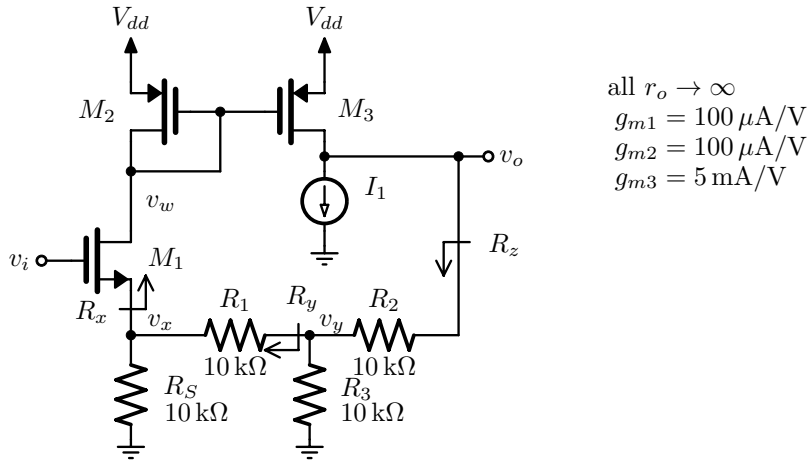 V_dd V_dd
M_2 M_3
all r_o → ∞
g_m1 = 100 μA/V
g_m2 = 100 μA/V
g_m3 = 5 mA/V
v_o
I_1
v_w
v_i M_1 R_z
R_x R_1 R_y R_2
v_x v_y
10 kΩ 10 kΩ
R_S R_3
10 kΩ 10 kΩ